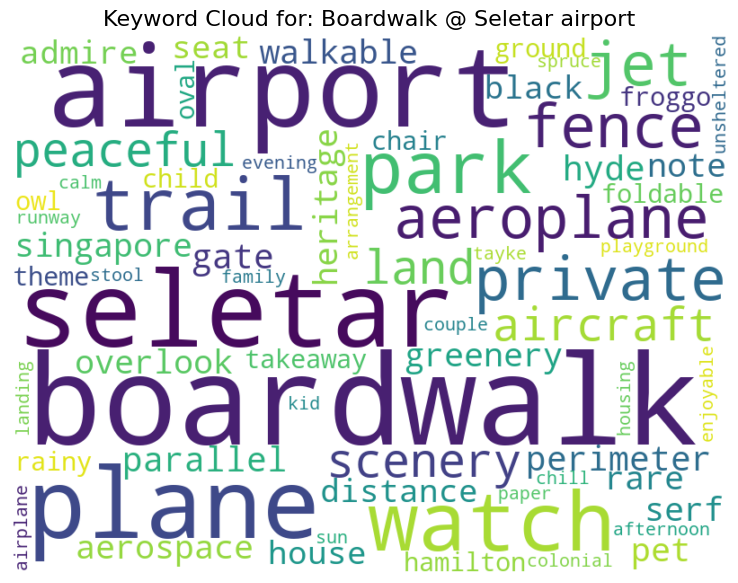 Keyword Cloud for: Boardwalk @ Seletar airport
admire seat walkable ground spruce jet unsheltered
airport oval black froggo
peaceful evening chair fence
calm child heritage arrangement park hyde note
owl trail foldable
runway aeroplane
singapore gate land tayke playground
theme stool family private
seletar couple aircraft
overlook takeaway greenery
landing boardwalk kid housing enjoyable
rainy parallel scenery perimeter
airplane plane distance paper chill rare
watch serf
sun afternoon
aerospace house hamilton colonial pet